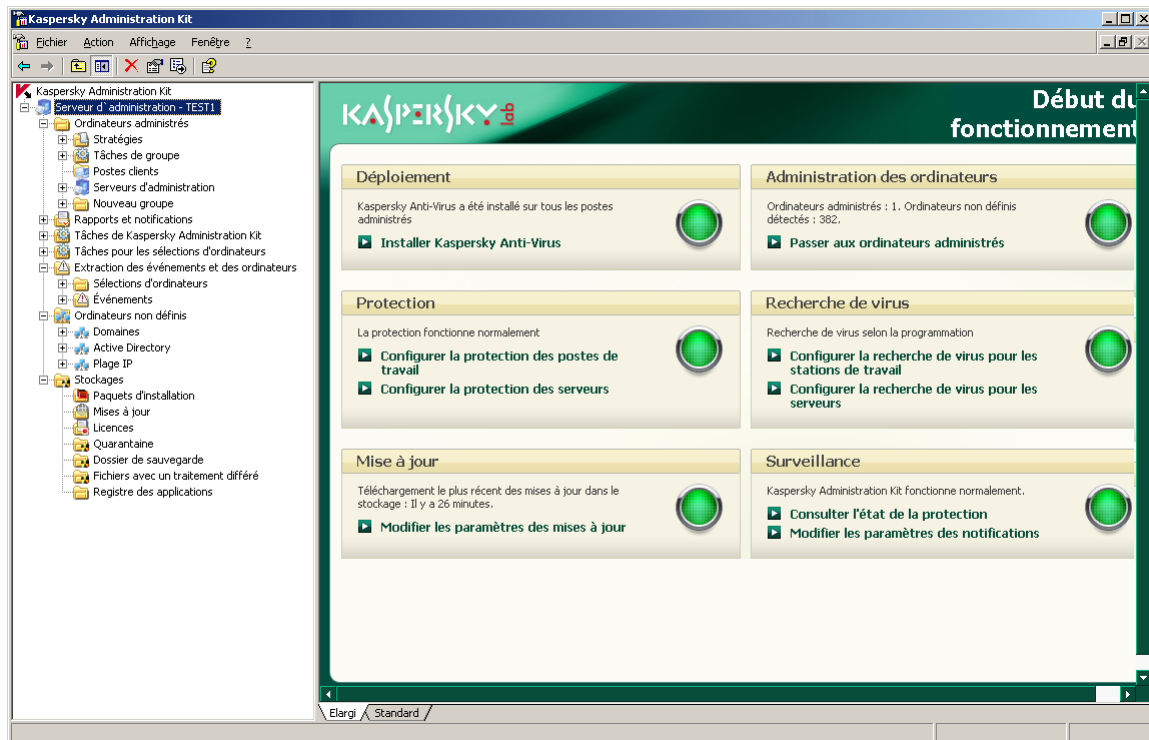 Kaspersky Administration Kit
Fichier Action Affichage Fenêtre ?
Kaspersky Administration Kit
Serveur d`administration - TEST1
Ordinateurs administrés
Stratégies
Tâches de groupe
Postes clients
Serveurs d'administration
Nouveau groupe
Rapports et notifications
Tâches de Kaspersky Administration Kit
Tâches pour les sélections d'ordinateurs
Extraction des événements et des ordinateurs
Sélections d'ordinateurs
Événements
Ordinateurs non définis
Domaines
Active Directory
Plage IP
Stockages
Paquets d'installation
Mises à jour
Licences
Quarantaine
Dossier de sauvegarde
Fichiers avec un traitement différé
Registre des applications
KASPERSKY lab
Début du
fonctionnement
Déploiement
Kaspersky Anti-Virus a été installé sur tous les postes
administrés
Installer Kaspersky Anti-Virus
Administration des ordinateurs
Ordinateurs administrés : 1. Ordinateurs non définis
détectés : 382.
Passer aux ordinateurs administrés
Protection
La protection fonctionne normalement
Configurer la protection des postes de
travail
Configurer la protection des serveurs
Recherche de virus
Recherche de virus selon la programmation
Configurer la recherche de virus pour les
stations de travail
Configurer la recherche de virus pour les
serveurs
Mise à jour
Téléchargement le plus récent des mises à jour dans le
stockage : Il y a 26 minutes.
Modifier les paramètres des mises à jour
Surveillance
Kaspersky Administration Kit fonctionne normalement.
Consulter l'état de la protection
Modifier les paramètres des notifications
Elargi Standard